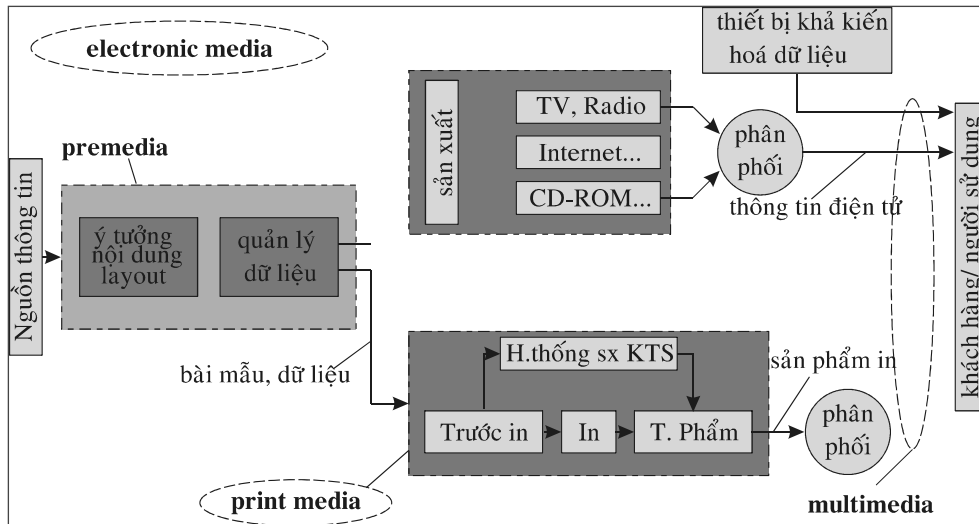 electronic media
thiết bị khả kiến
hoá dữ liệu
sản xuất
TV, Radio
Internet...
CD-ROM...
phân
phối
thông tin điện tử
premedia
Nguồn thông tin
ý tưởng
nội dung
layout
quản lý
dữ liệu
khách hàng/ người sử dung
bài mẫu, dữ liếu
H.thống sx KTS
Trước in
In
T. Phẩm
sản phẩm in
phân
phối
print media
multimedia